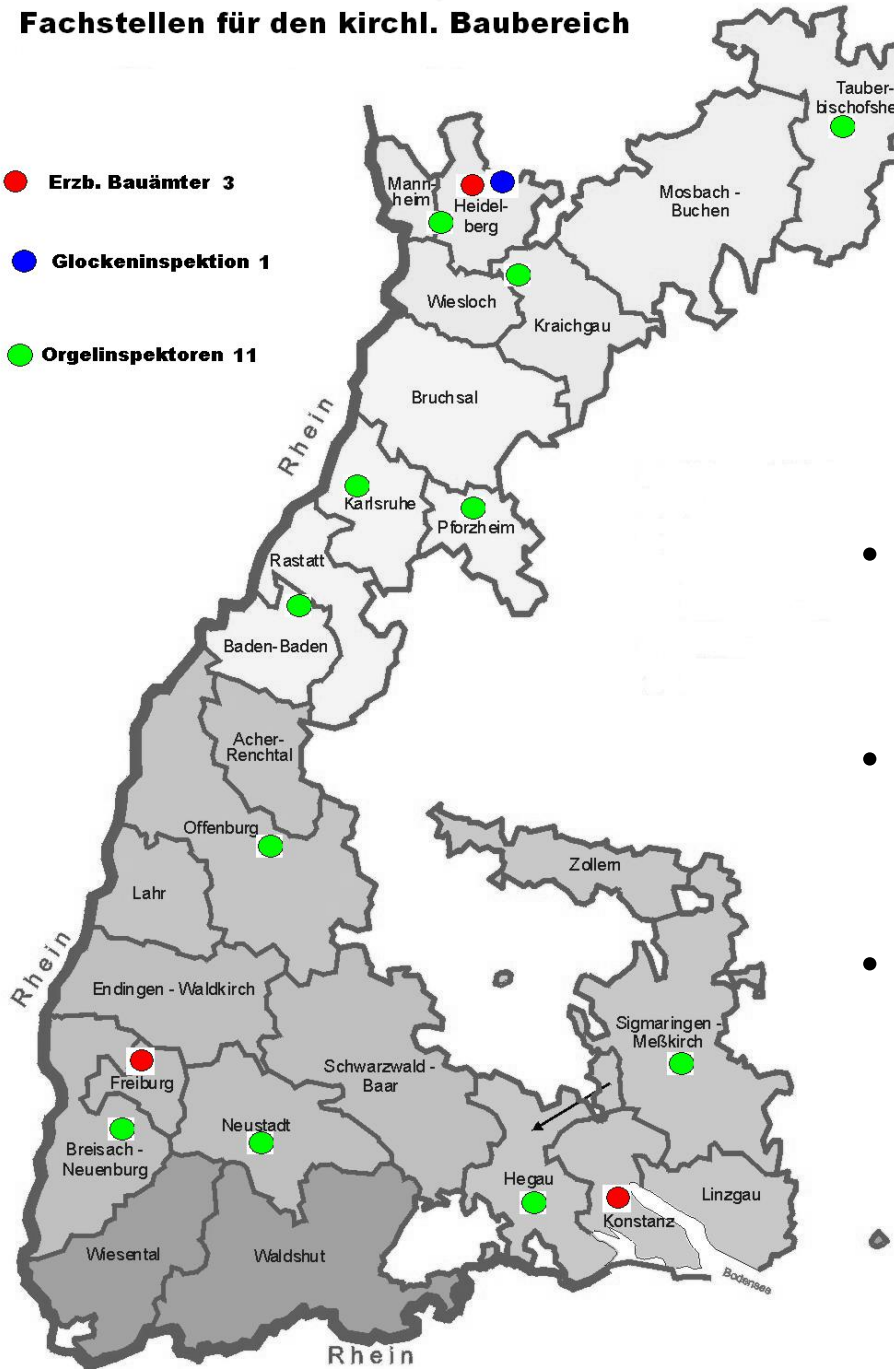 Fachstellen für den kirchl. Baubereich
Erzb. Bauämter 3
Glockeninspektion 1
Orgelinspektoren 11
Tauber-
bischofshe
Mosbach -
Buchen
Mann-
heim
Heidel-
berg
Wiesloch
Kraichgau
Bruchsal
Rhein
Karlsruhe
Pforzheim
Rastatt
Baden-Baden
Acher-
Renchtal
Offenburg
Zollern
Lahr
Rhein
Endingen - Waldkirch
Sigmaringen -
Meßkirch
Schwarzwald -
Baar
Freiburg
Neustadt
Breisach -
Neuenburg
Hegau
Linzgau
Konstanz
Wiesental
Waldshut
Bodensee
Rhein